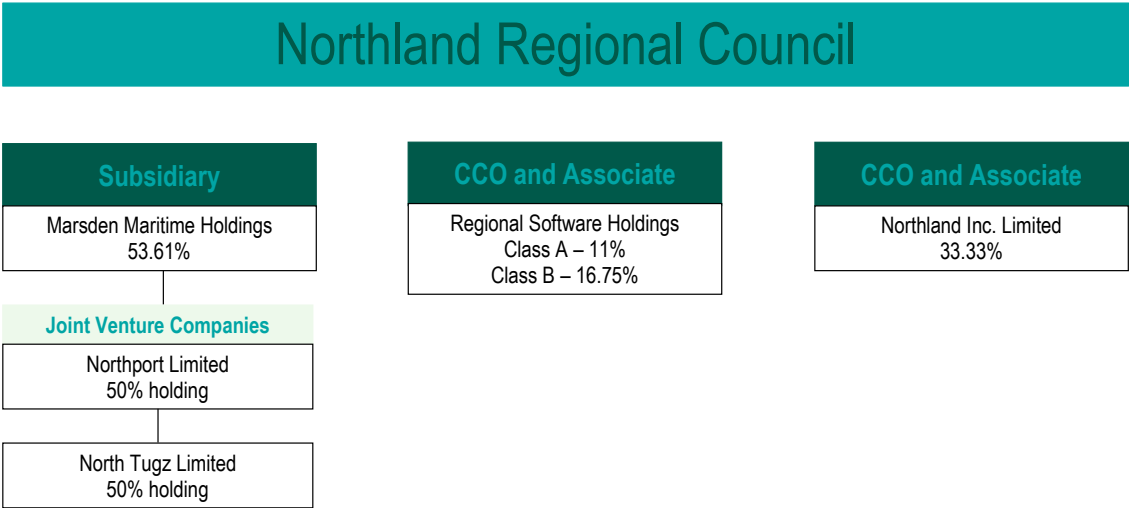 Northland Regional Council
Subsidiary
Marsden Maritime Holdings
53.61%
Joint Venture Companies
Northport Limited
50% holding
North Tugz Limited
50% holding
CCO and Associate
Regional Software Holdings
Class A – 11%
Class B – 16.75%
CCO and Associate
Northland Inc. Limited
33.33%